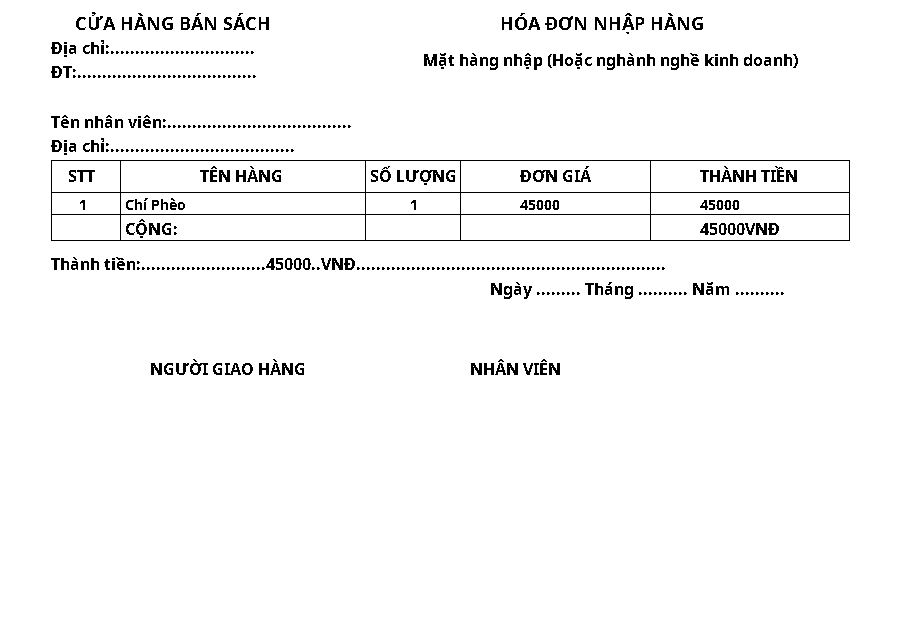 CỬA HÀNG BÁN SÁCH
Địa chỉ:.............................
ĐT:....................................
HÓA ĐƠN NHẬP HÀNG
Mặt hàng nhập (Hoặc nghành nghề kinh doanh)
Tên nhân viên:.....................................
Địa chỉ:.....................................
STT TÊN HÀNG SỐ LƯỢNG ĐƠN GIÁ THÀNH TIỀN
1 Chí Phèo 1 45000 45000
CỘNG: 45000VNĐ
Thành tiền:.........................45000..VNĐ..............................................................
Ngày ......... Tháng .......... Năm ..........
NGƯỜI GIAO HÀNG NHÂN VIÊN